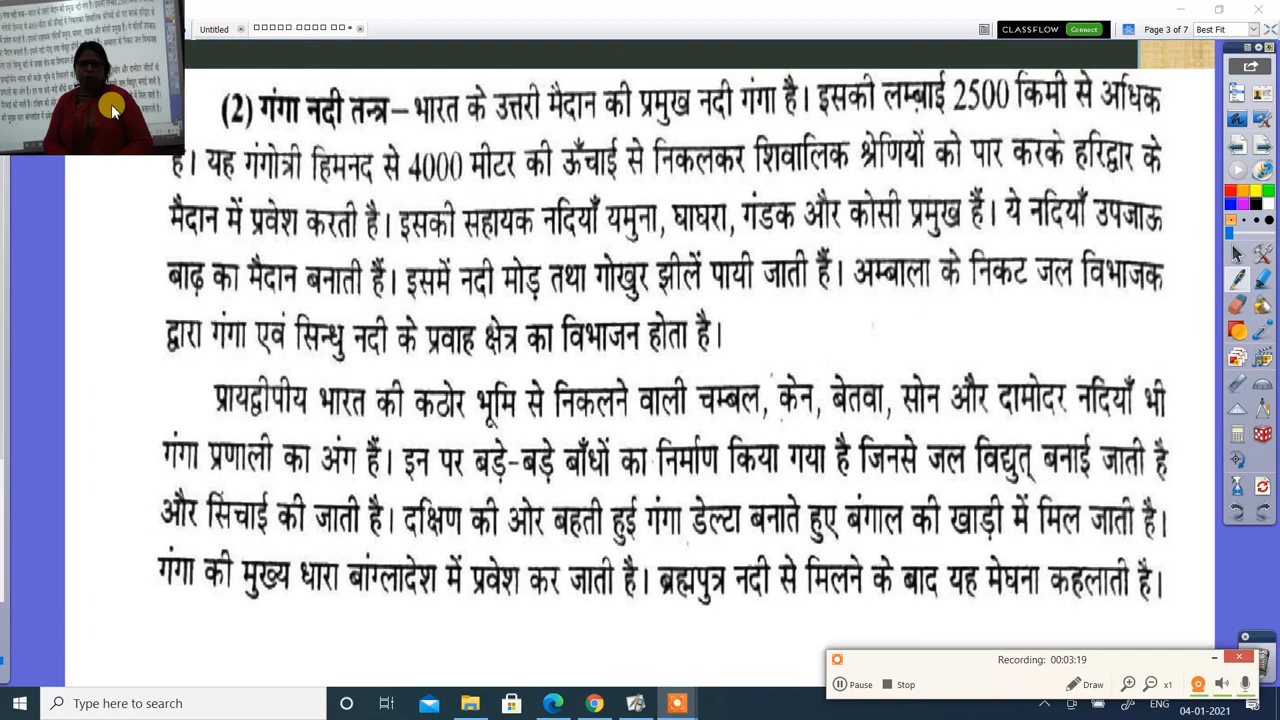 Untitled
CLASSFLOW
Connect
Page 3 of 7
Best Fit
(2) गंगा नदी तन्त्र– भारत के उत्तरी मैदान की प्रमुख नदी गंगा है। इसकी लम्बाई 2500 किमी से अधिक
है। यह गंगोत्री हिमनद से 4000 मीटर की ऊँचाई से निकलकर शिवालिक श्रेणियों को पार करके हरिद्वार के
मैदान में प्रवेश करती है। इसकी सहायक नदियाँ यमुना, घाघरा, गंडक और कोसी प्रमुख हैं। ये नदियाँ उपजाऊ
बाढ़ का मैदान बनाती हैं। इसमें नदी मोड़ तथा गोखुर झीलें पायी जाती हैं। अम्बाला के निकट जल विभाजक
द्वारा गंगा एवं सिन्धु नदी के प्रवाह क्षेत्र का विभाजन होता है।
प्रायद्वीपीय भारत की कठोर भूमि से निकलने वाली चम्बल, केन, बेतवा, सोन और दामोदर नदियाँ भी
गंगा प्रणाली का अंग हैं। इन पर बड़े-बड़े बाँधों का निर्माण किया गया है जिनसे जल विद्युत् बनाई जाती है
और सिंचाई की जाती है। दक्षिण की ओर बहती हुई गंगा डेल्टा बनाते हुए बंगाल की खाड़ी में मिल जाती है।
गंगा की मुख्य धारा बांग्लादेश में प्रवेश कर जाती है। ब्रह्मपुत्र नदी से मिलने के बाद यह मेघना कहलाती है।
Recording: 00:03:19
Pause
Stop
Draw
x1
Type here to search
ENG
04-01-2021